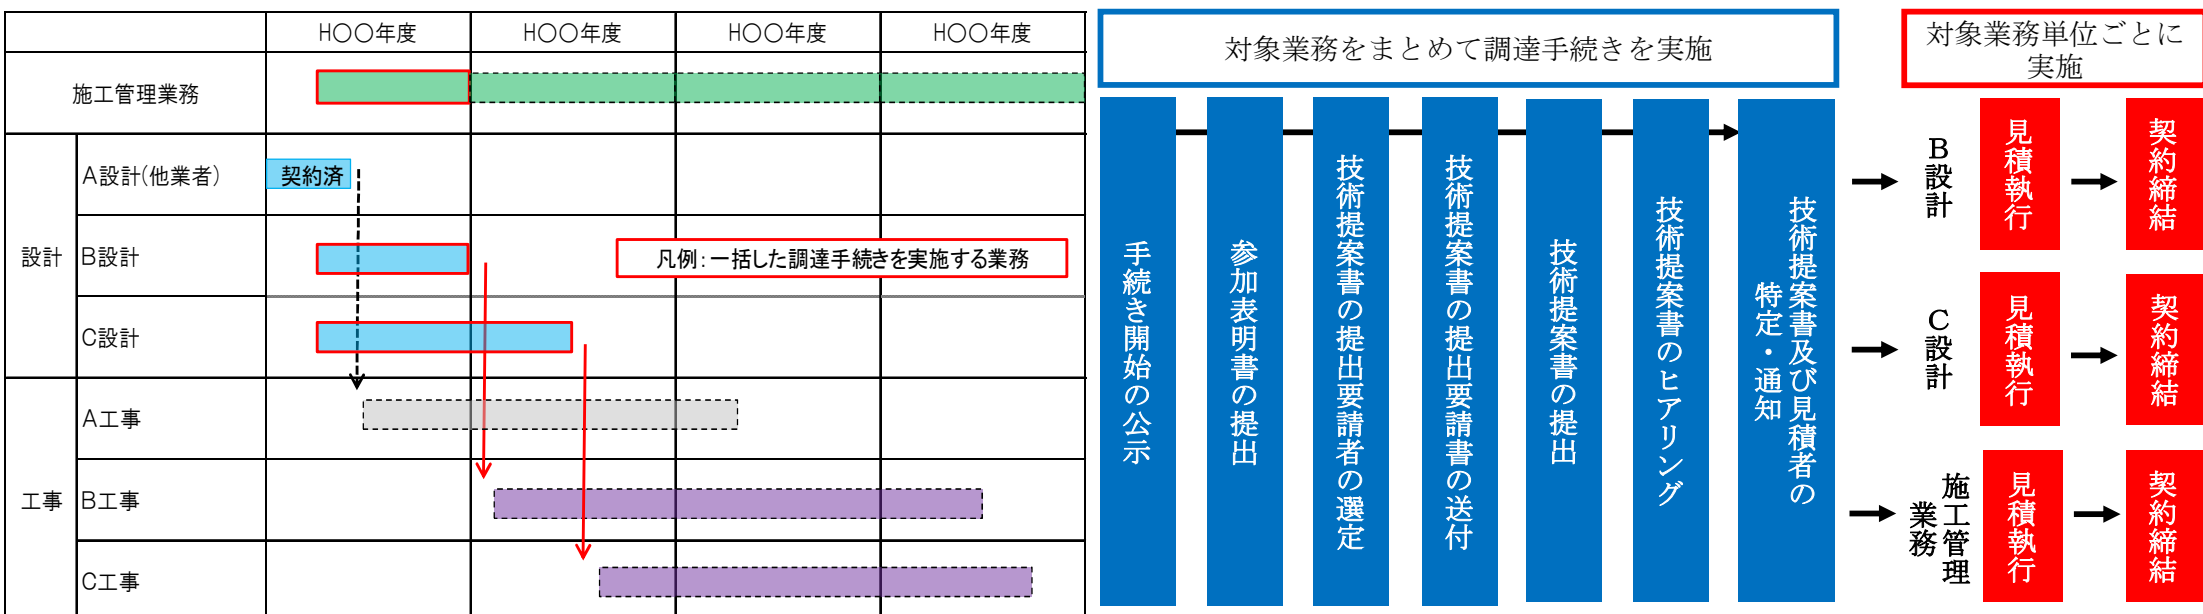 H〇〇年度
H〇〇年度
H〇〇年度
H〇〇年度
施工管理業務
設計
A設計(他業者)
契約済
B設計
凡例：一括した調達手続きを実施する業務
C設計
工事
A工事
B工事
C工事
対象業務をまとめて調達手続きを実施
対象業務単位ごとに
実施
手続き開始の公示
参加表明書の提出
技術提案書の提出要請者の選定
技術提案書の提出要請書の送付
技術提案書の提出
技術提案書のヒアリング
技術提案書及び見積者の
特定・通知
B設計
見積執行
契約締結
C設計
見積執行
契約締結
施工管理
業務
見積執行
契約締結